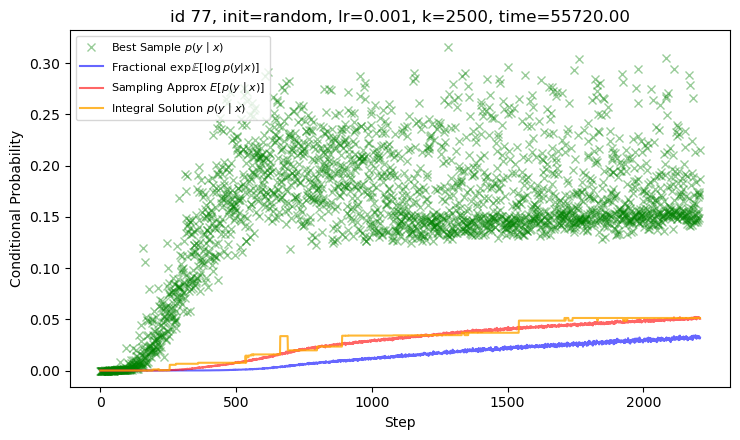 id 77, init=random, lr=0.001, k=2500, time=55720.00
Best Sample p(y | x)
Fractional exp𝔼[log p(y|x)]
Sampling Approx E[p(y | x)]
Integral Solution p(y | x)
Conditional Probability
0.30
0.25
0.20
0.15
0.10
0.05
0.00
0
500
1000
1500
2000
Step